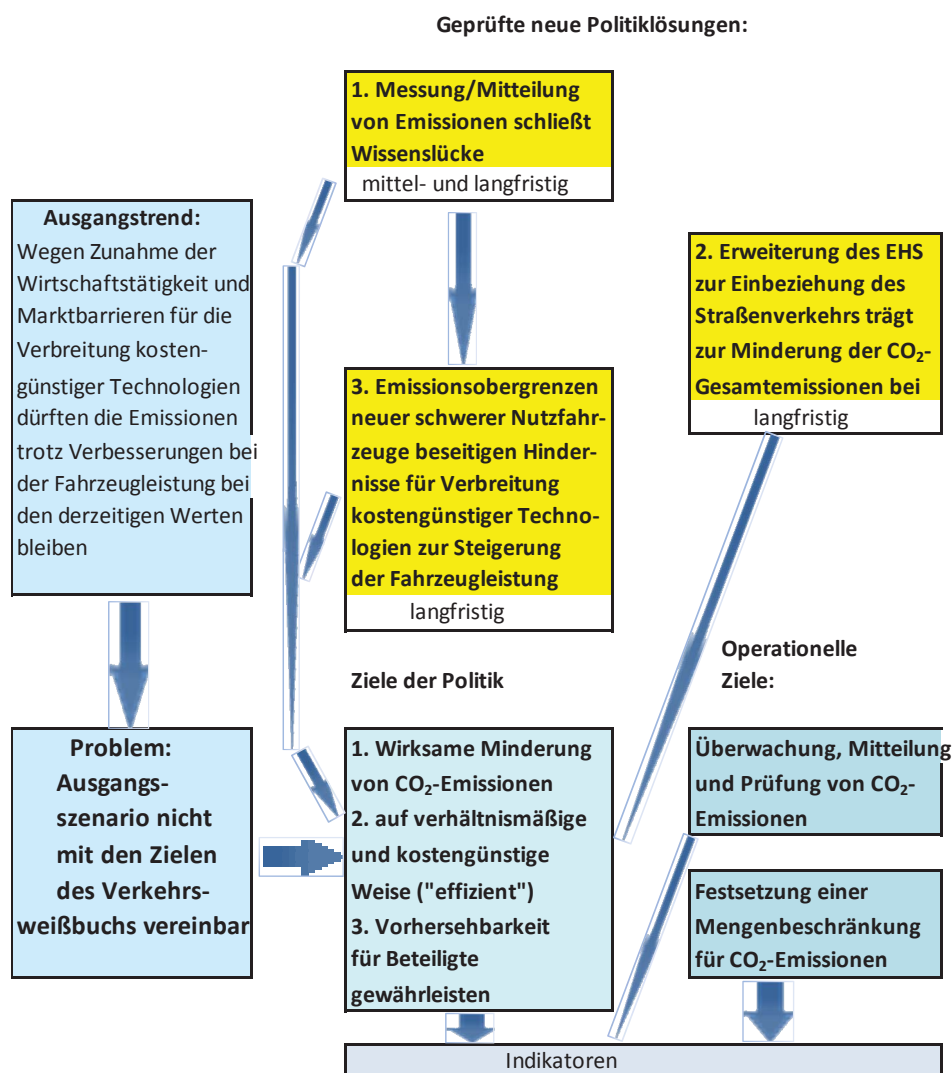 Geprüfte neue Politiklösungen:
1. Messung/Mitteilung
von Emissionen schließt
Wissenslücke
mittel- und langfristig
Ausgangstrend:
Wegen Zunahme der
Wirtschaftstätigkeit und
Marktbarrieren für die
Verbreitung kosten-
günstiger Technologien
dürften die Emissionen
trotz Verbesserungen bei
der Fahrzeugleistung bei
den derzeitigen Werten
bleiben
2. Erweiterung des EHS
zur Einbeziehung des
Straßenverkehrs trägt
zur Minderung der CO₂-
Gesamtemissionen bei
langfristig
3. Emissionsobergrenzen
neuer schwerer Nutzfahr-
zeuge beseitigen Hinder-
nisse für Verbreitung
kostengünstiger Techno-
logien zur Steigerung
der Fahrzeugleistung
langfristig
Problem:
Ausgangs-
szenario nicht
mit den Zielen
des Verkehrs-
weißbuchs vereinbar
Ziele der Politik
1. Wirksame Minderung
von CO₂-Emissionen
2. auf verhältnismäßige
und kostengünstige
Weise ("effizient")
3. Vorhersehbarkeit
für Beteiligte
gewährleisten
Operationelle
Ziele:
Überwachung, Mitteilung
und Prüfung von CO₂-
Emissionen
Festsetzung einer
Mengenbeschränkung
für CO₂-Emissionen
Indikatoren